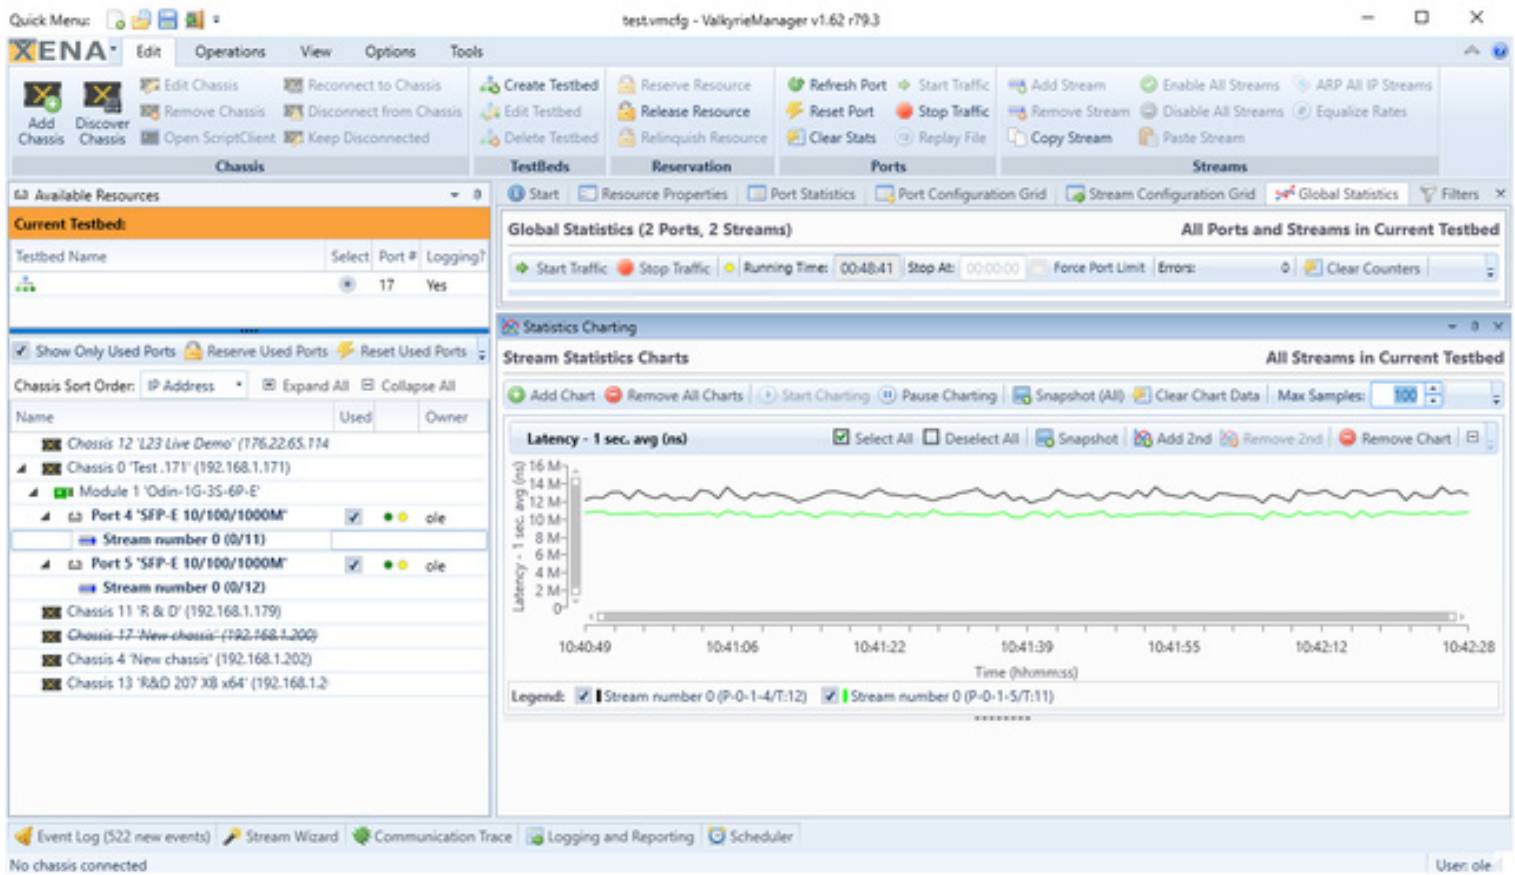 Quick Menu:
test.vmcfg - ValkyrieManager v1.62 r79.3
XENA Edit Operations View Options Tools
Add Chassis
Discover Chassis
Edit Chassis
Remove Chassis
Open ScriptClient
Reconnect to Chassis
Disconnect from Chassis
Keep Disconnected
Chassis
Create Testbed
Edit Testbed
Delete Testbed
TestBeds
Reserve Resource
Release Resource
Relinquish Resource
Reservation
Refresh Port
Reset Port
Clear Stats
Start Traffic
Stop Traffic
Replay File
Ports
Add Stream
Remove Stream
Copy Stream
Enable All Streams
Disable All Streams
Paste Stream
ARP All IP Streams
Equalize Rates
Streams
Available Resources
Current Testbed:
Testbed Name Select Port # Logging?
17 Yes
Show Only Used Ports Reserve Used Ports Reset Used Ports
Chassis Sort Order: IP Address Expand All Collapse All
Name Used Owner
Chassis 12 'L23 Live Demo' (176.22.65.114
Chassis 0 'Test .171' (192.168.1.171)
Module 1 'Odin-1G-3S-6P-E'
Port 4 'SFP-E 10/100/1000M' ole
Stream number 0 (0/11)
Port 5 'SFP-E 10/100/1000M' ole
Stream number 0 (0/12)
Chassis 11 'R & D' (192.168.1.179)
Chassis 17 'New chassis' (192.168.1.200)
Chassis 4 'New chassis' (192.168.1.202)
Chassis 13 'R&D 207 XB x64' (192.168.1.2
Start Resource Properties Port Statistics Port Configuration Grid Stream Configuration Grid Global Statistics Filters
Global Statistics (2 Ports, 2 Streams) All Ports and Streams in Current Testbed
Start Traffic Stop Traffic Running Time: 00:48:41 Stop At: 00:00:00 Force Port Limit Errors: 0 Clear Counters
Statistics Charting
Stream Statistics Charts All Streams in Current Testbed
Add Chart Remove All Charts Start Charting Pause Charting Snapshot (All) Clear Chart Data Max Samples: 100
Latency - 1 sec. avg (ns) Select All Deselect All Snapshot Add 2nd Remove 2nd Remove Chart
Latency - 1 sec. avg (ns)
16 M
14 M
12 M
10 M
8 M
6 M
4 M
2 M
0
10:40:49 10:41:06 10:41:22 10:41:39 10:41:55 10:42:12 10:42:28
Time (hh:mm:ss)
Legend: Stream number 0 (P-0-1-4/T:12) Stream number 0 (P-0-1-5/T:11)
Event Log (522 new events) Stream Wizard Communication Trace Logging and Reporting Scheduler
No chassis connected User: ole